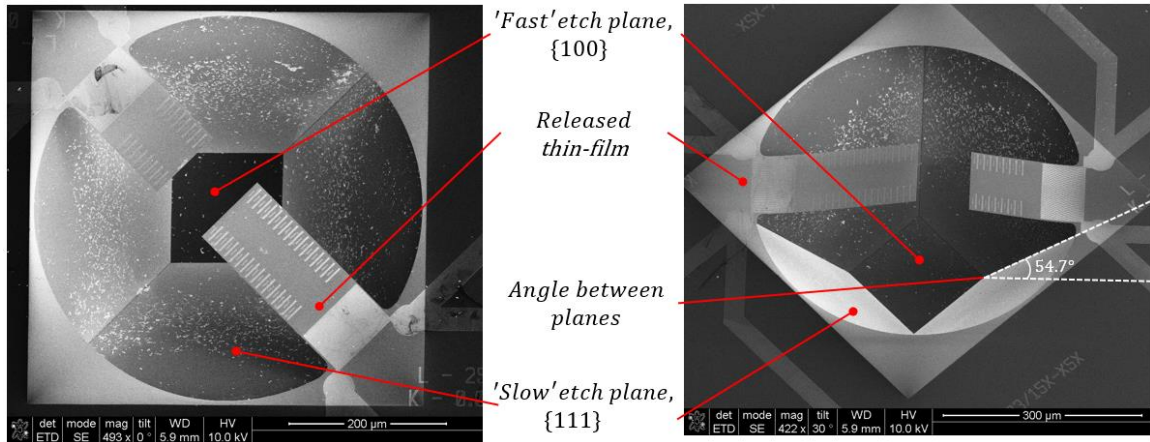 'Fast' etch plane,
{100}
Released
thin-film
Angle between
planes
'Slow' etch plane,
{111}
54.7°
det mode mag tilt WD HV
ETD SE 493 x 0 ° 5.9 mm 10.0 kV
200 µm
det mode mag tilt WD HV
ETD SE 422 x 30 ° 5.9 mm 10.0 kV
300 µm